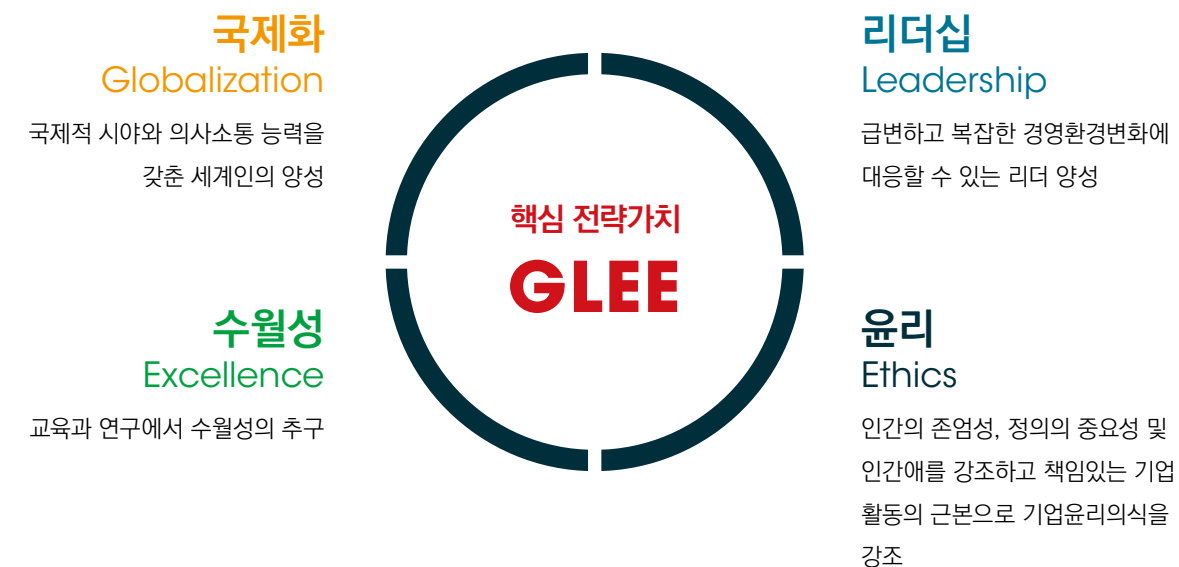 국제화
Globalization
국제적 시야와 의사소통 능력을
갖춘 세계인의 양성
리더십
Leadership
급변하고 복잡한 경영환경변화에
대응할 수 있는 리더 양성
핵심 전략가치
GLEE
수월성
Excellence
교육과 연구에서 수월성의 추구
윤리
Ethics
인간의 존엄성, 정의의 중요성 및
인간애를 강조하고 책임있는 기업
활동의 근본으로 기업윤리의식을
강조